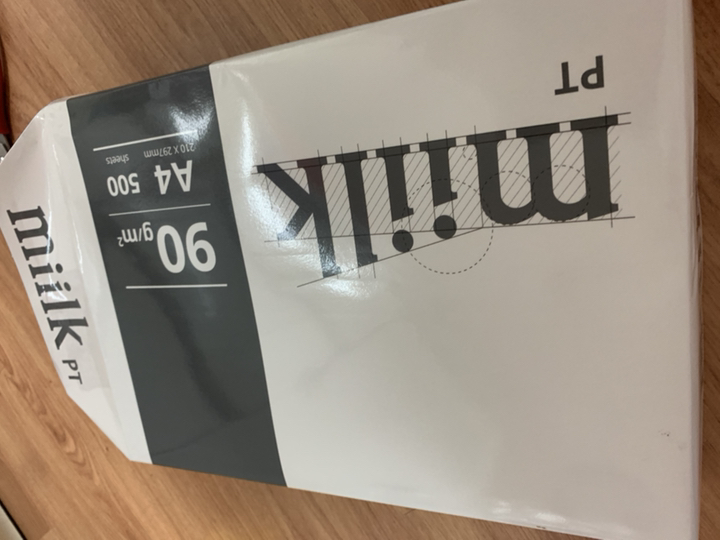 PT
miilk
A4 500
210 X 297mm sheets
90 g/m²
miilk PT